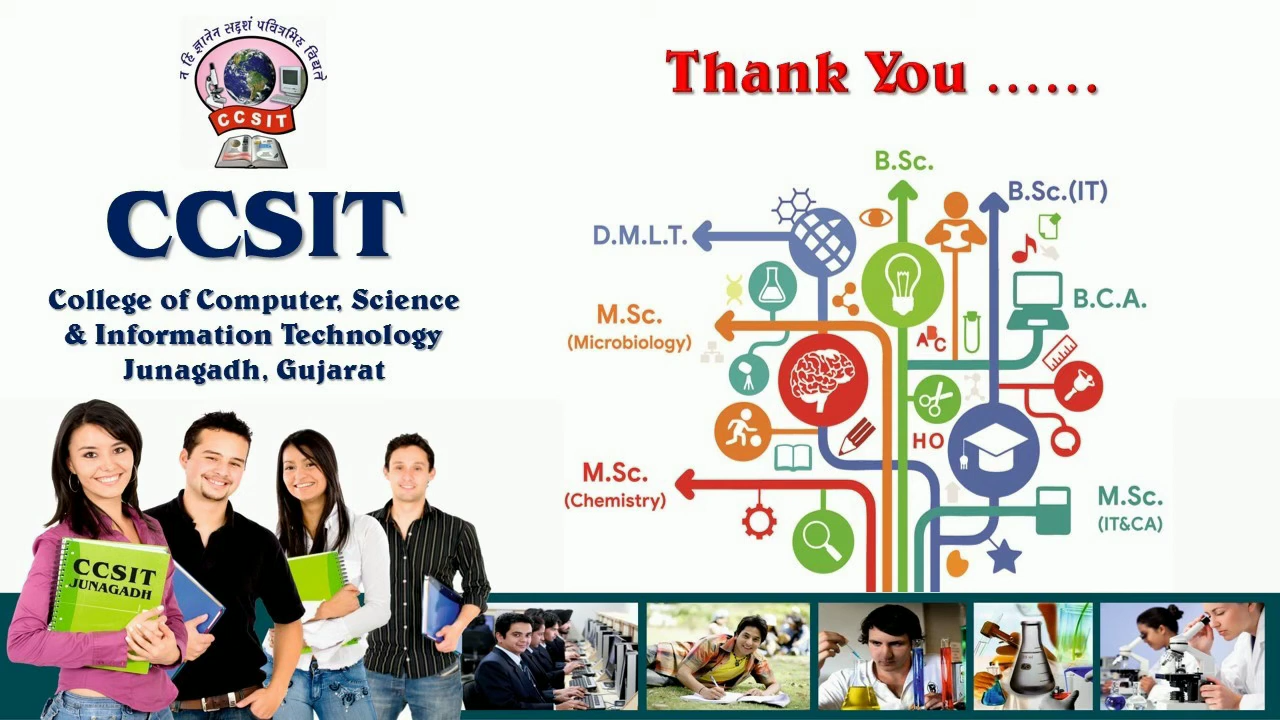 न हि ज्ञानेन सदृशं पवित्रमिह विद्यते
CCSIT
CCSIT
College of Computer, Science
& Information Technology
Junagadh, Gujarat
CCSIT
JUNAGADH
Thank You ......
B.Sc.
B.Sc.(IT)
D.M.L.T.
B.C.A.
M.Sc.
(Microbiology)
ABC
HO
M.Sc.
(Chemistry)
M.Sc.
(IT&CA)